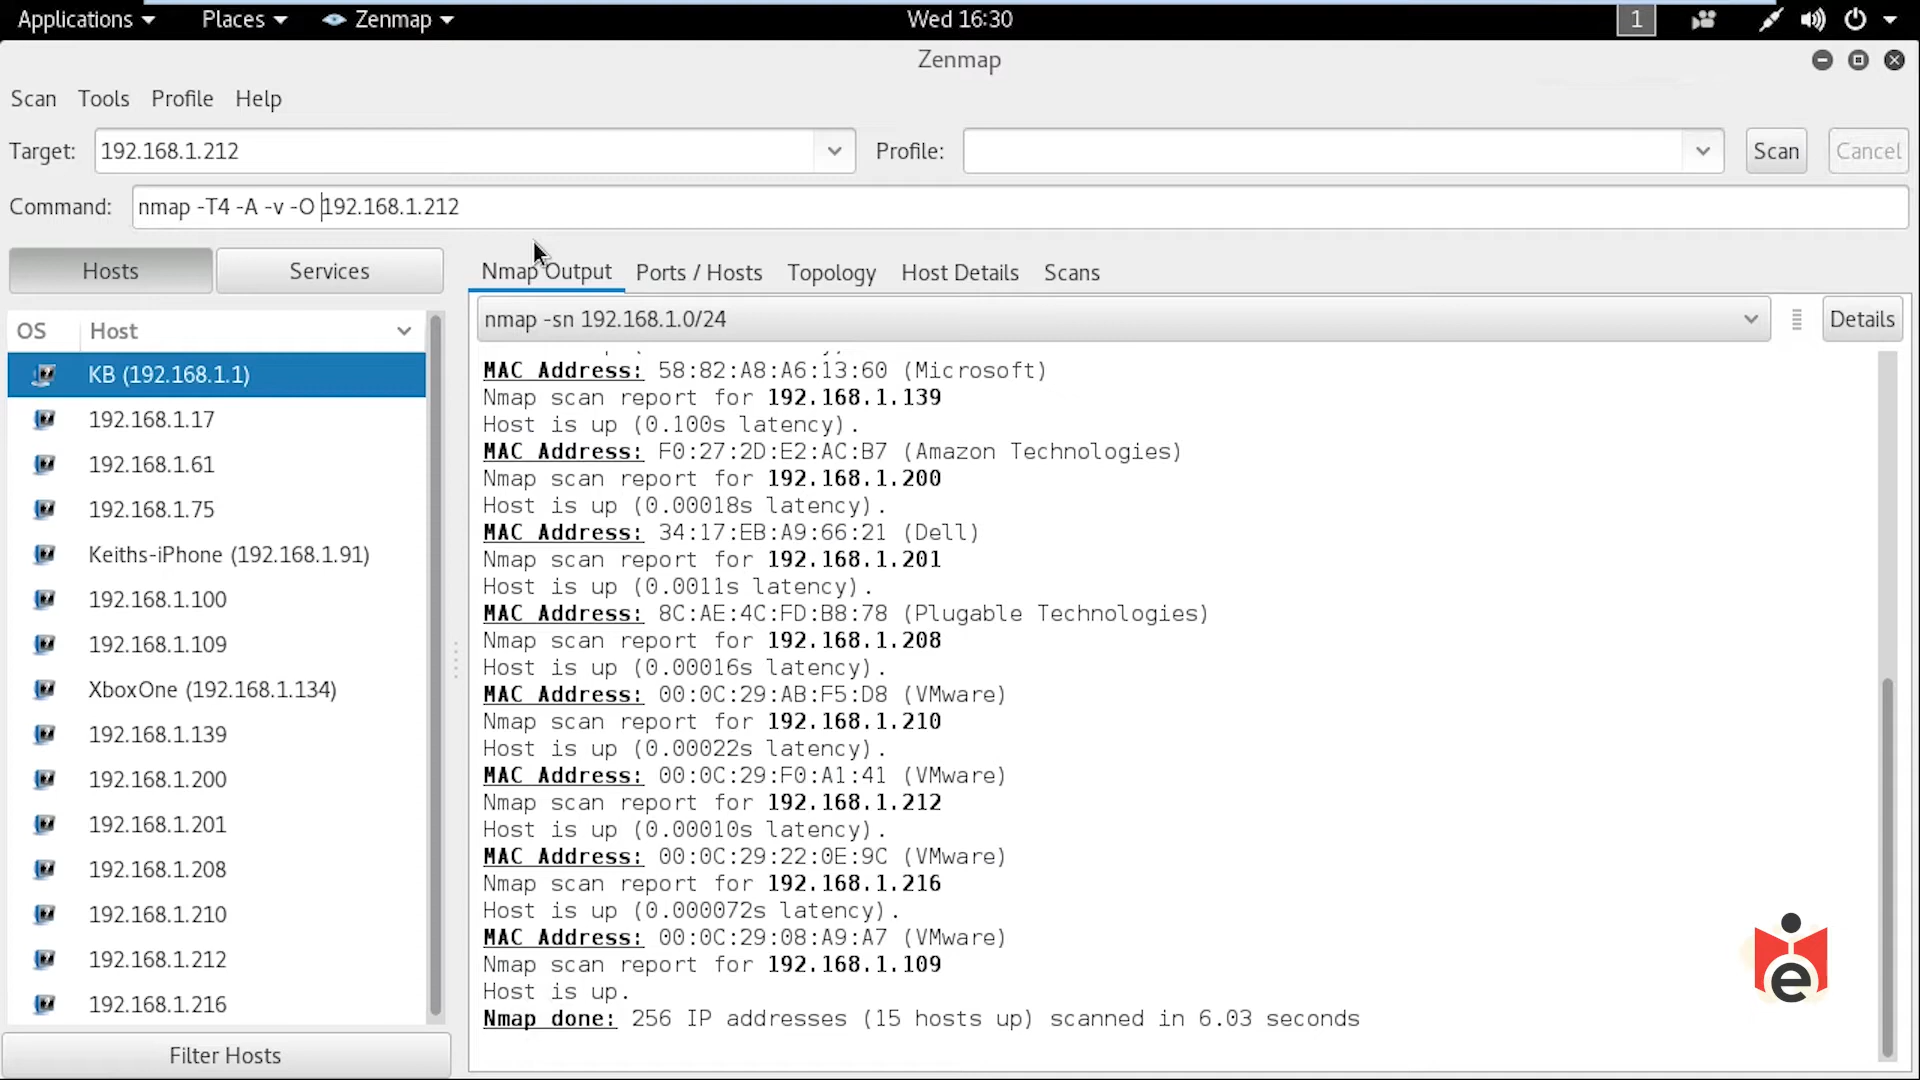 Applications Places Zenmap Wed 16:30 1
Zenmap
Scan Tools Profile Help
Target: 192.168.1.212 Profile: Scan Cancel
Command: nmap -T4 -A -v -O 192.168.1.212
Hosts Services
Nmap Output Ports / Hosts Topology Host Details Scans
OS Host
KB (192.168.1.1)
192.168.1.17
192.168.1.61
192.168.1.75
Keiths-iPhone (192.168.1.91)
192.168.1.100
192.168.1.109
XboxOne (192.168.1.134)
192.168.1.139
192.168.1.200
192.168.1.201
192.168.1.208
192.168.1.210
192.168.1.212
192.168.1.216
Filter Hosts
nmap -sn 192.168.1.0/24 Details
MAC Address: 58:82:A8:A6:13:60 (Microsoft)
Nmap scan report for 192.168.1.139
Host is up (0.100s latency).
MAC Address: F0:27:2D:E2:AC:B7 (Amazon Technologies)
Nmap scan report for 192.168.1.200
Host is up (0.00018s latency).
MAC Address: 34:17:EB:A9:66:21 (Dell)
Nmap scan report for 192.168.1.201
Host is up (0.0011s latency).
MAC Address: 8C:AE:4C:FD:B8:78 (Plugable Technologies)
Nmap scan report for 192.168.1.208
Host is up (0.00016s latency).
MAC Address: 00:0C:29:AB:F5:D8 (VMware)
Nmap scan report for 192.168.1.210
Host is up (0.00022s latency).
MAC Address: 00:0C:29:F0:A1:41 (VMware)
Nmap scan report for 192.168.1.212
Host is up (0.00010s latency).
MAC Address: 00:0C:29:22:0E:9C (VMware)
Nmap scan report for 192.168.1.216
Host is up (0.000072s latency).
MAC Address: 00:0C:29:08:A9:A7 (VMware)
Nmap scan report for 192.168.1.109
Host is up.
Nmap done: 256 IP addresses (15 hosts up) scanned in 6.03 seconds
e